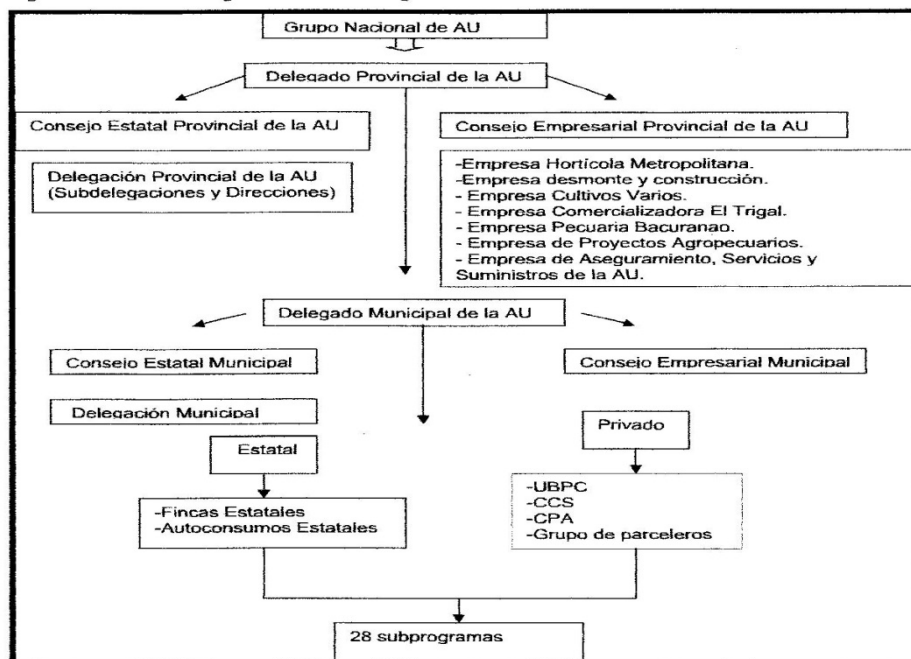 Grupo Nacional de AU
Delegado Provincial de la AU
Consejo Estatal Provincial de la AU
Consejo Empresarial Provincial de la AU
Delegación Provincial de la AU
(Subdelegaciones y Direcciones)
-Empresa Hortícola Metropolitana.
-Empresa desmonte y construcción.
- Empresa Cultivos Varios.
- Empresa Comercializadora El Trigal.
- Empresa Pecuaria Bacuranao.
- Empresa de Proyectos Agropecuarios.
- Empresa de Aseguramiento, Servicios y
Suministros de la AU.
Delegado Municipal de la AU
Consejo Estatal Municipal
Consejo Empresarial Municipal
Delegación Municipal
Estatal
Privado
-Fincas Estatales
-Autoconsumos Estatales
-UBPC
-CCS
-CPA
-Grupo de parceleros
28 subprogramas